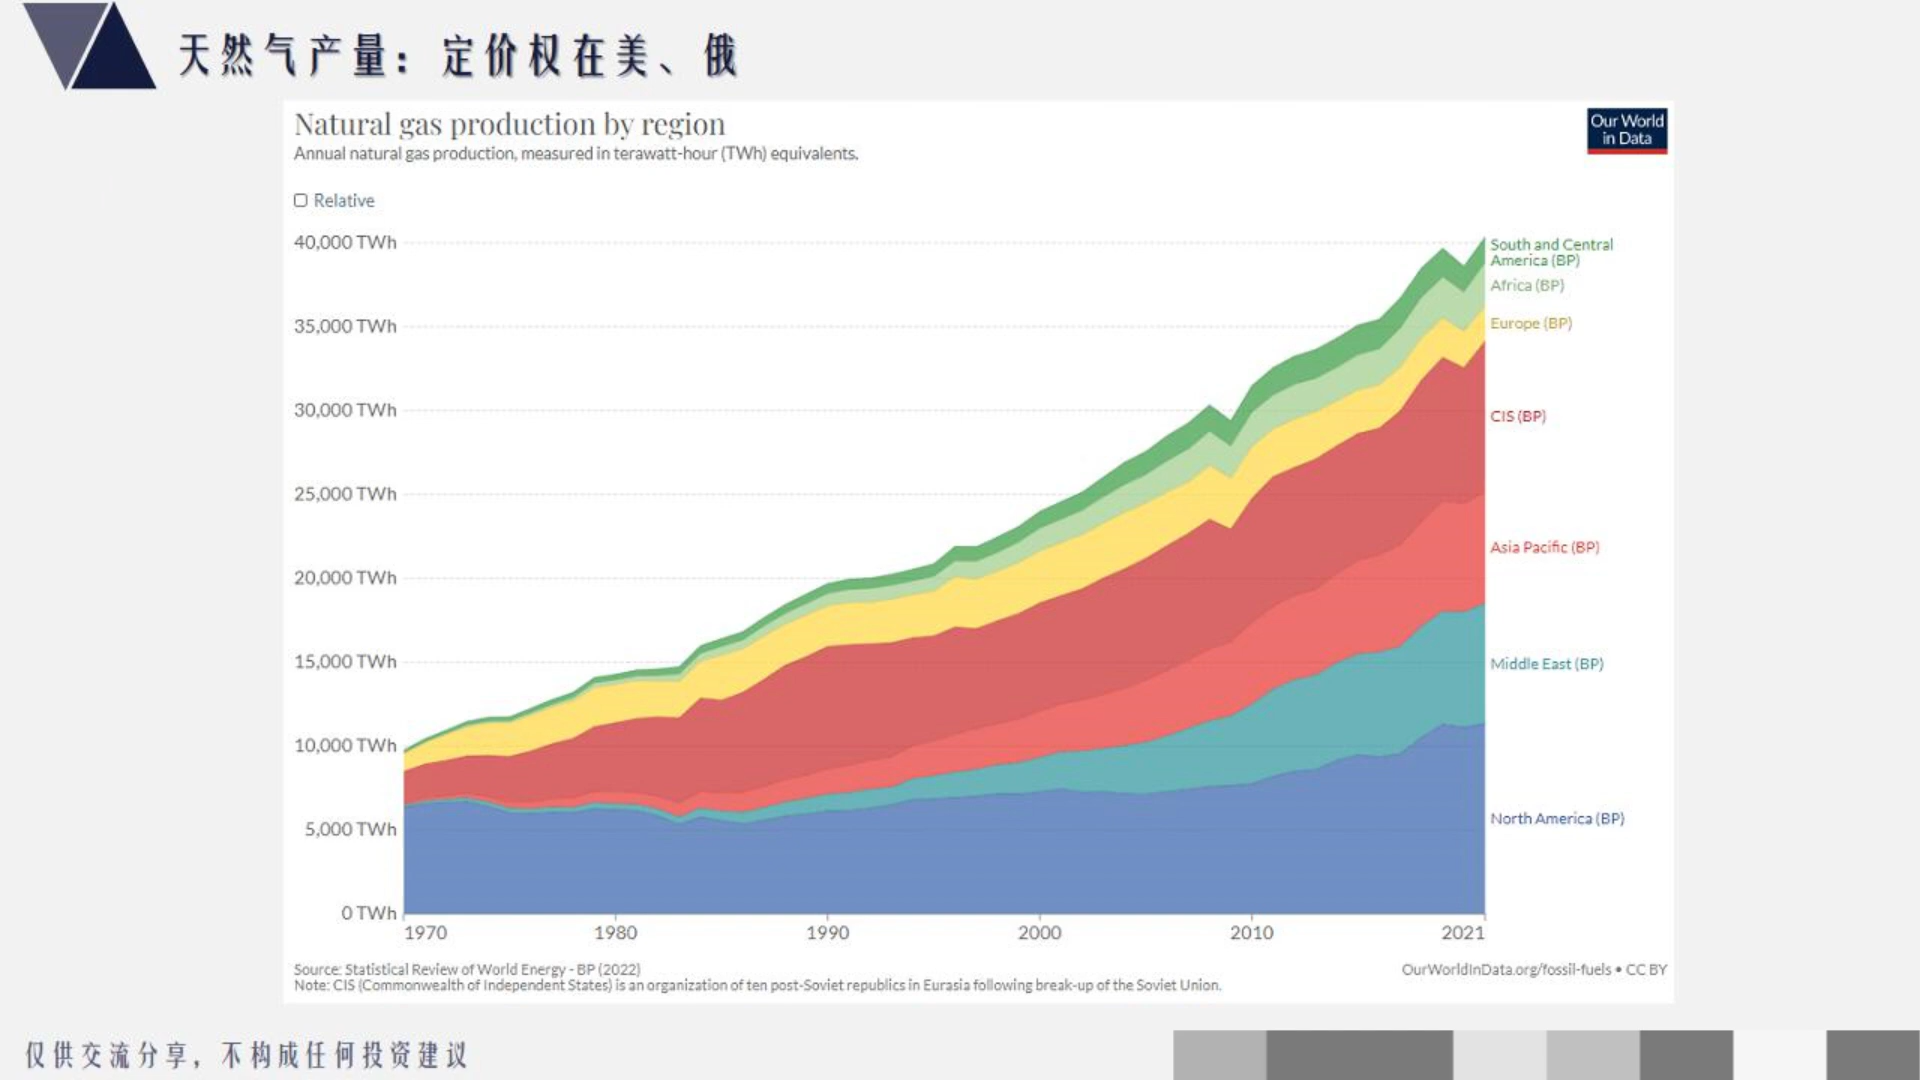 天然气产量：定价权在美、俄
Natural gas production by region
Our World
in Data
Annual natural gas production, measured in terawatt-hour (TWh) equivalents.
Relative
40,000 TWh
35,000 TWh
30,000 TWh
25,000 TWh
20,000 TWh
15,000 TWh
10,000 TWh
5,000 TWh
0 TWh
South and Central
America (BP)
Africa (BP)
Europe (BP)
CIS (BP)
Asia Pacific (BP)
Middle East (BP)
North America (BP)
1970
1980
1990
2000
2010
2021
Source: Statistical Review of World Energy - BP (2022)
OurWorldInData.org/fossil-fuels • CC BY
Note: CIS (Commonwealth of Independent States) is an organization of ten post-Soviet republics in Eurasia following break-up of the Soviet Union.
仅供交流分享，不构成任何投资建议